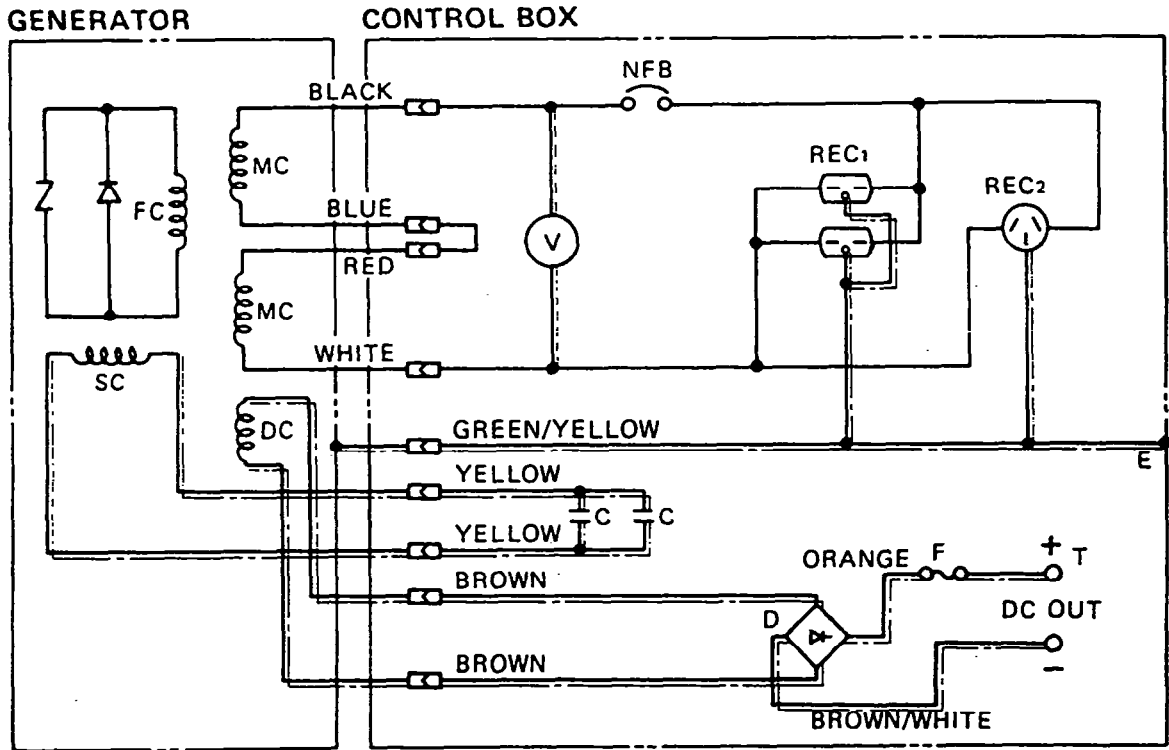 GENERATOR
CONTROL BOX
NFB
BLACK
MC
REC1
FC
REC2
BLUE
V
RED
MC
WHITE
SC
DC
GREEN/YELLOW
E
YELLOW
C
C
YELLOW
ORANGE
F
+
T
BROWN
D
DC OUT
BROWN
−
BROWN/WHITE